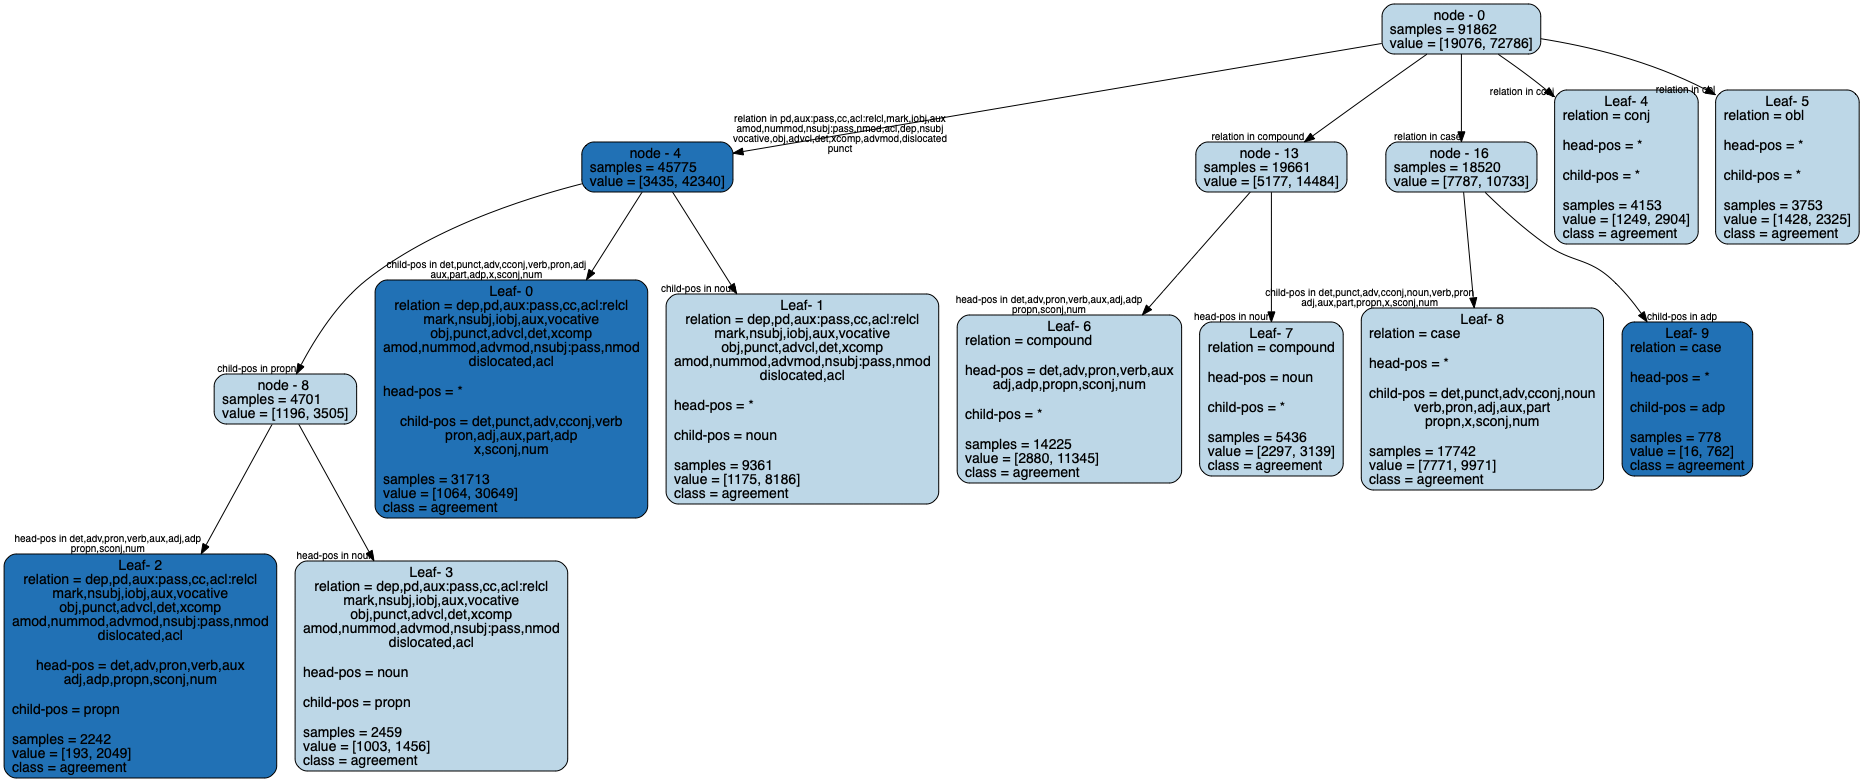 node - 0
samples = 91862
value = [19076, 72786]
relation in pd,aux:pass,cc,acl:relcl,mark,iobj,aux
amod,nummod,nsubj:pass,nmod,acl,dep,nsubj
vocative,obj,advcl,det,xcomp,advmod,dislocated
punct
relation in compound
relation in case
relation in conj
relation in obl
node - 4
samples = 45775
value = [3435, 42340]
node - 13
samples = 19661
value = [5177, 14484]
node - 16
samples = 18520
value = [7787, 10733]
Leaf- 4
relation = conj
head-pos = *
child-pos = *
samples = 4153
value = [1249, 2904]
class = agreement
Leaf- 5
relation = obl
head-pos = *
child-pos = *
samples = 3753
value = [1428, 2325]
class = agreement
child-pos in propn
child-pos in det,punct,adv,cconj,verb,pron,adj
aux,part,adp,x,sconj,num
child-pos in noun
head-pos in det,adv,pron,verb,aux,adj,adp
propn,sconj,num
head-pos in noun
child-pos in det,punct,adv,cconj,noun,verb,pron
adj,aux,part,propn,x,sconj,num
child-pos in adp
node - 8
samples = 4701
value = [1196, 3505]
Leaf- 0
relation = dep,pd,aux:pass,cc,acl:relcl
mark,nsubj,iobj,aux,vocative
obj,punct,advcl,det,xcomp
amod,nummod,advmod,nsubj:pass,nmod
dislocated,acl
head-pos = *
child-pos = det,punct,adv,cconj,verb
pron,adj,aux,part,adp
x,sconj,num
samples = 31713
value = [1064, 30649]
class = agreement
Leaf- 1
relation = dep,pd,aux:pass,cc,acl:relcl
mark,nsubj,iobj,aux,vocative
obj,punct,advcl,det,xcomp
amod,nummod,advmod,nsubj:pass,nmod
dislocated,acl
head-pos = *
child-pos = noun
samples = 9361
value = [1175, 8186]
class = agreement
Leaf- 6
relation = compound
head-pos = det,adv,pron,verb,aux
adj,adp,propn,sconj,num
child-pos = *
samples = 14225
value = [2880, 11345]
class = agreement
Leaf- 7
relation = compound
head-pos = noun
child-pos = *
samples = 5436
value = [2297, 3139]
class = agreement
Leaf- 8
relation = case
head-pos = *
child-pos = det,punct,adv,cconj,noun
verb,pron,adj,aux,part
propn,x,sconj,num
samples = 17742
value = [7771, 9971]
class = agreement
Leaf- 9
relation = case
head-pos = *
child-pos = adp
samples = 778
value = [16, 762]
class = agreement
head-pos in det,adv,pron,verb,aux,adj,adp
propn,sconj,num
head-pos in noun
Leaf- 2
relation = dep,pd,aux:pass,cc,acl:relcl
mark,nsubj,iobj,aux,vocative
obj,punct,advcl,det,xcomp
amod,nummod,advmod,nsubj:pass,nmod
dislocated,acl
head-pos = det,adv,pron,verb,aux
adj,adp,propn,sconj,num
child-pos = propn
samples = 2242
value = [193, 2049]
class = agreement
Leaf- 3
relation = dep,pd,aux:pass,cc,acl:relcl
mark,nsubj,iobj,aux,vocative
obj,punct,advcl,det,xcomp
amod,nummod,advmod,nsubj:pass,nmod
dislocated,acl
head-pos = noun
child-pos = propn
samples = 2459
value = [1003, 1456]
class = agreement